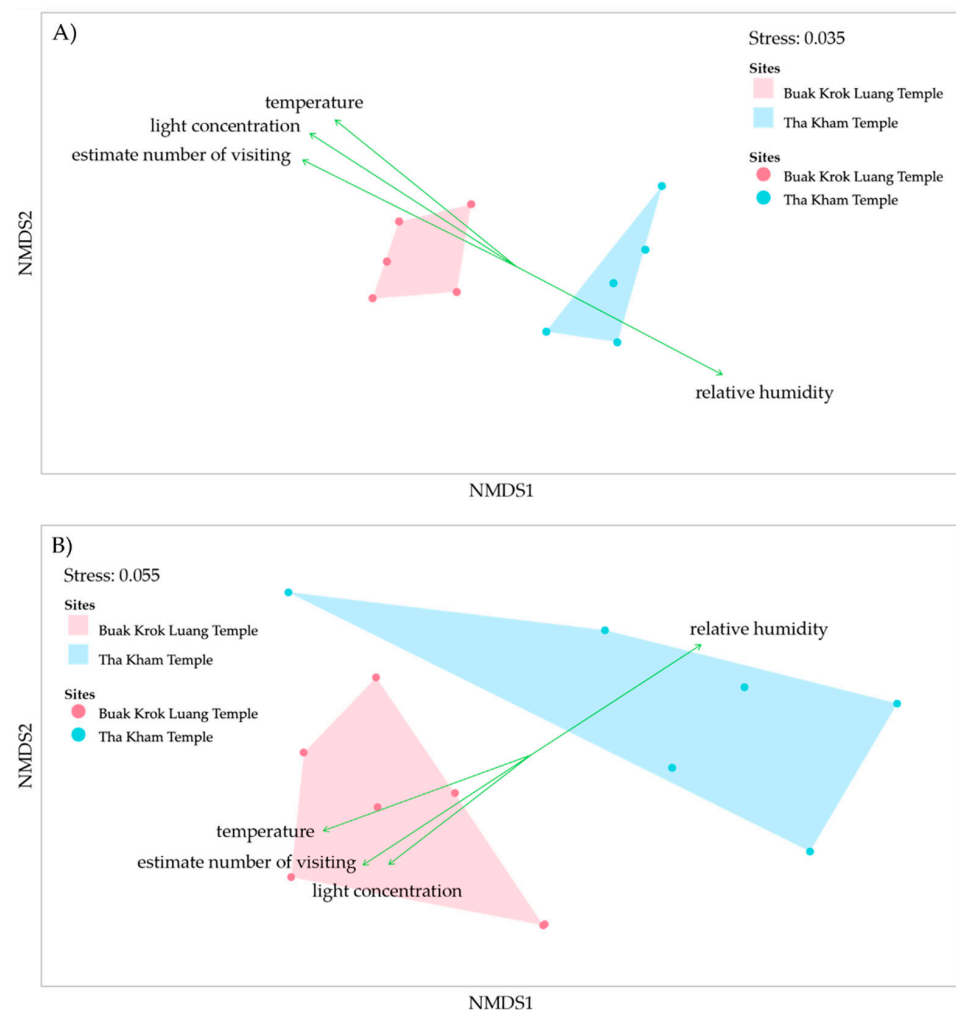 A)
Stress: 0.035
Sites
Buak Krok Luang Temple
Tha Kham Temple
Sites
Buak Krok Luang Temple
Tha Kham Temple
temperature
light concentration
estimate number of visiting
relative humidity
NMDS2
NMDS1
B)
Stress: 0.055
Sites
Buak Krok Luang Temple
Tha Kham Temple
Sites
Buak Krok Luang Temple
Tha Kham Temple
relative humidity
temperature
estimate number of visiting
light concentration
NMDS2
NMDS1